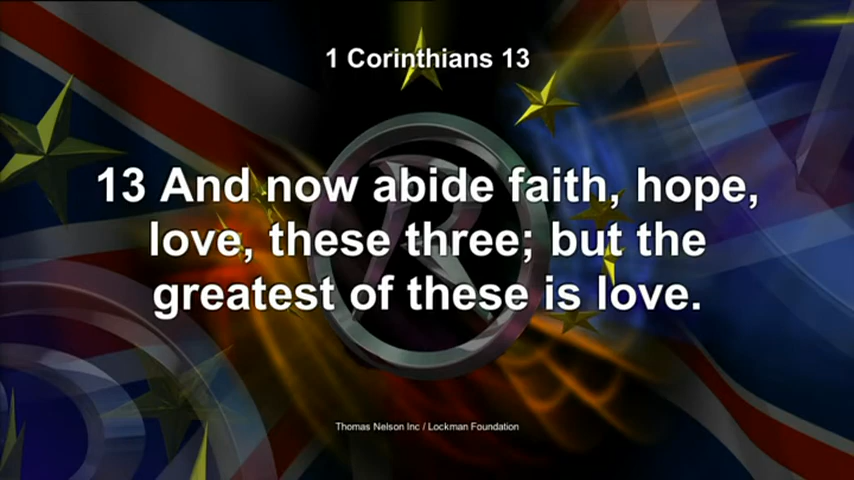 1 Corinthians 13
13 And now abide faith, hope,
love, these three; but the
greatest of these is love.
R
Thomas Nelson Inc / Lockman Foundation